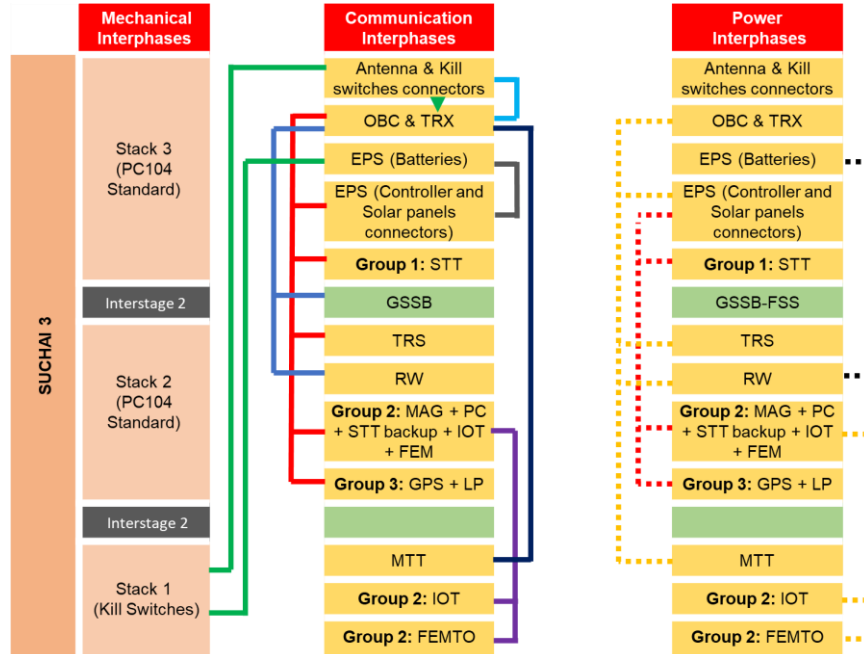 Mechanical
Interphases
Communication
Interphases
Power
Interphases
SUCHAI 3
Stack 3
(PC104
Standard)
Interstage 2
Stack 2
(PC104
Standard)
Interstage 2
Stack 1
(Kill Switches)
Antenna & Kill
switches connectors
OBC & TRX
EPS (Batteries)
EPS (Controller and
Solar panels
connectors)
Group 1: STT
GSSB
TRS
RW
Group 2: MAG + PC
+ STT backup + IOT
+ FEM
Group 3: GPS + LP
MTT
Group 2: IOT
Group 2: FEMTO
Antenna & Kill
switches connectors
OBC & TRX
EPS (Batteries)
EPS (Controller and
Solar panels
connectors)
Group 1: STT
GSSB-FSS
TRS
RW
Group 2: MAG + PC
+ STT backup + IOT
+ FEM
Group 3: GPS + LP
MTT
Group 2: IOT
Group 2: FEMTO